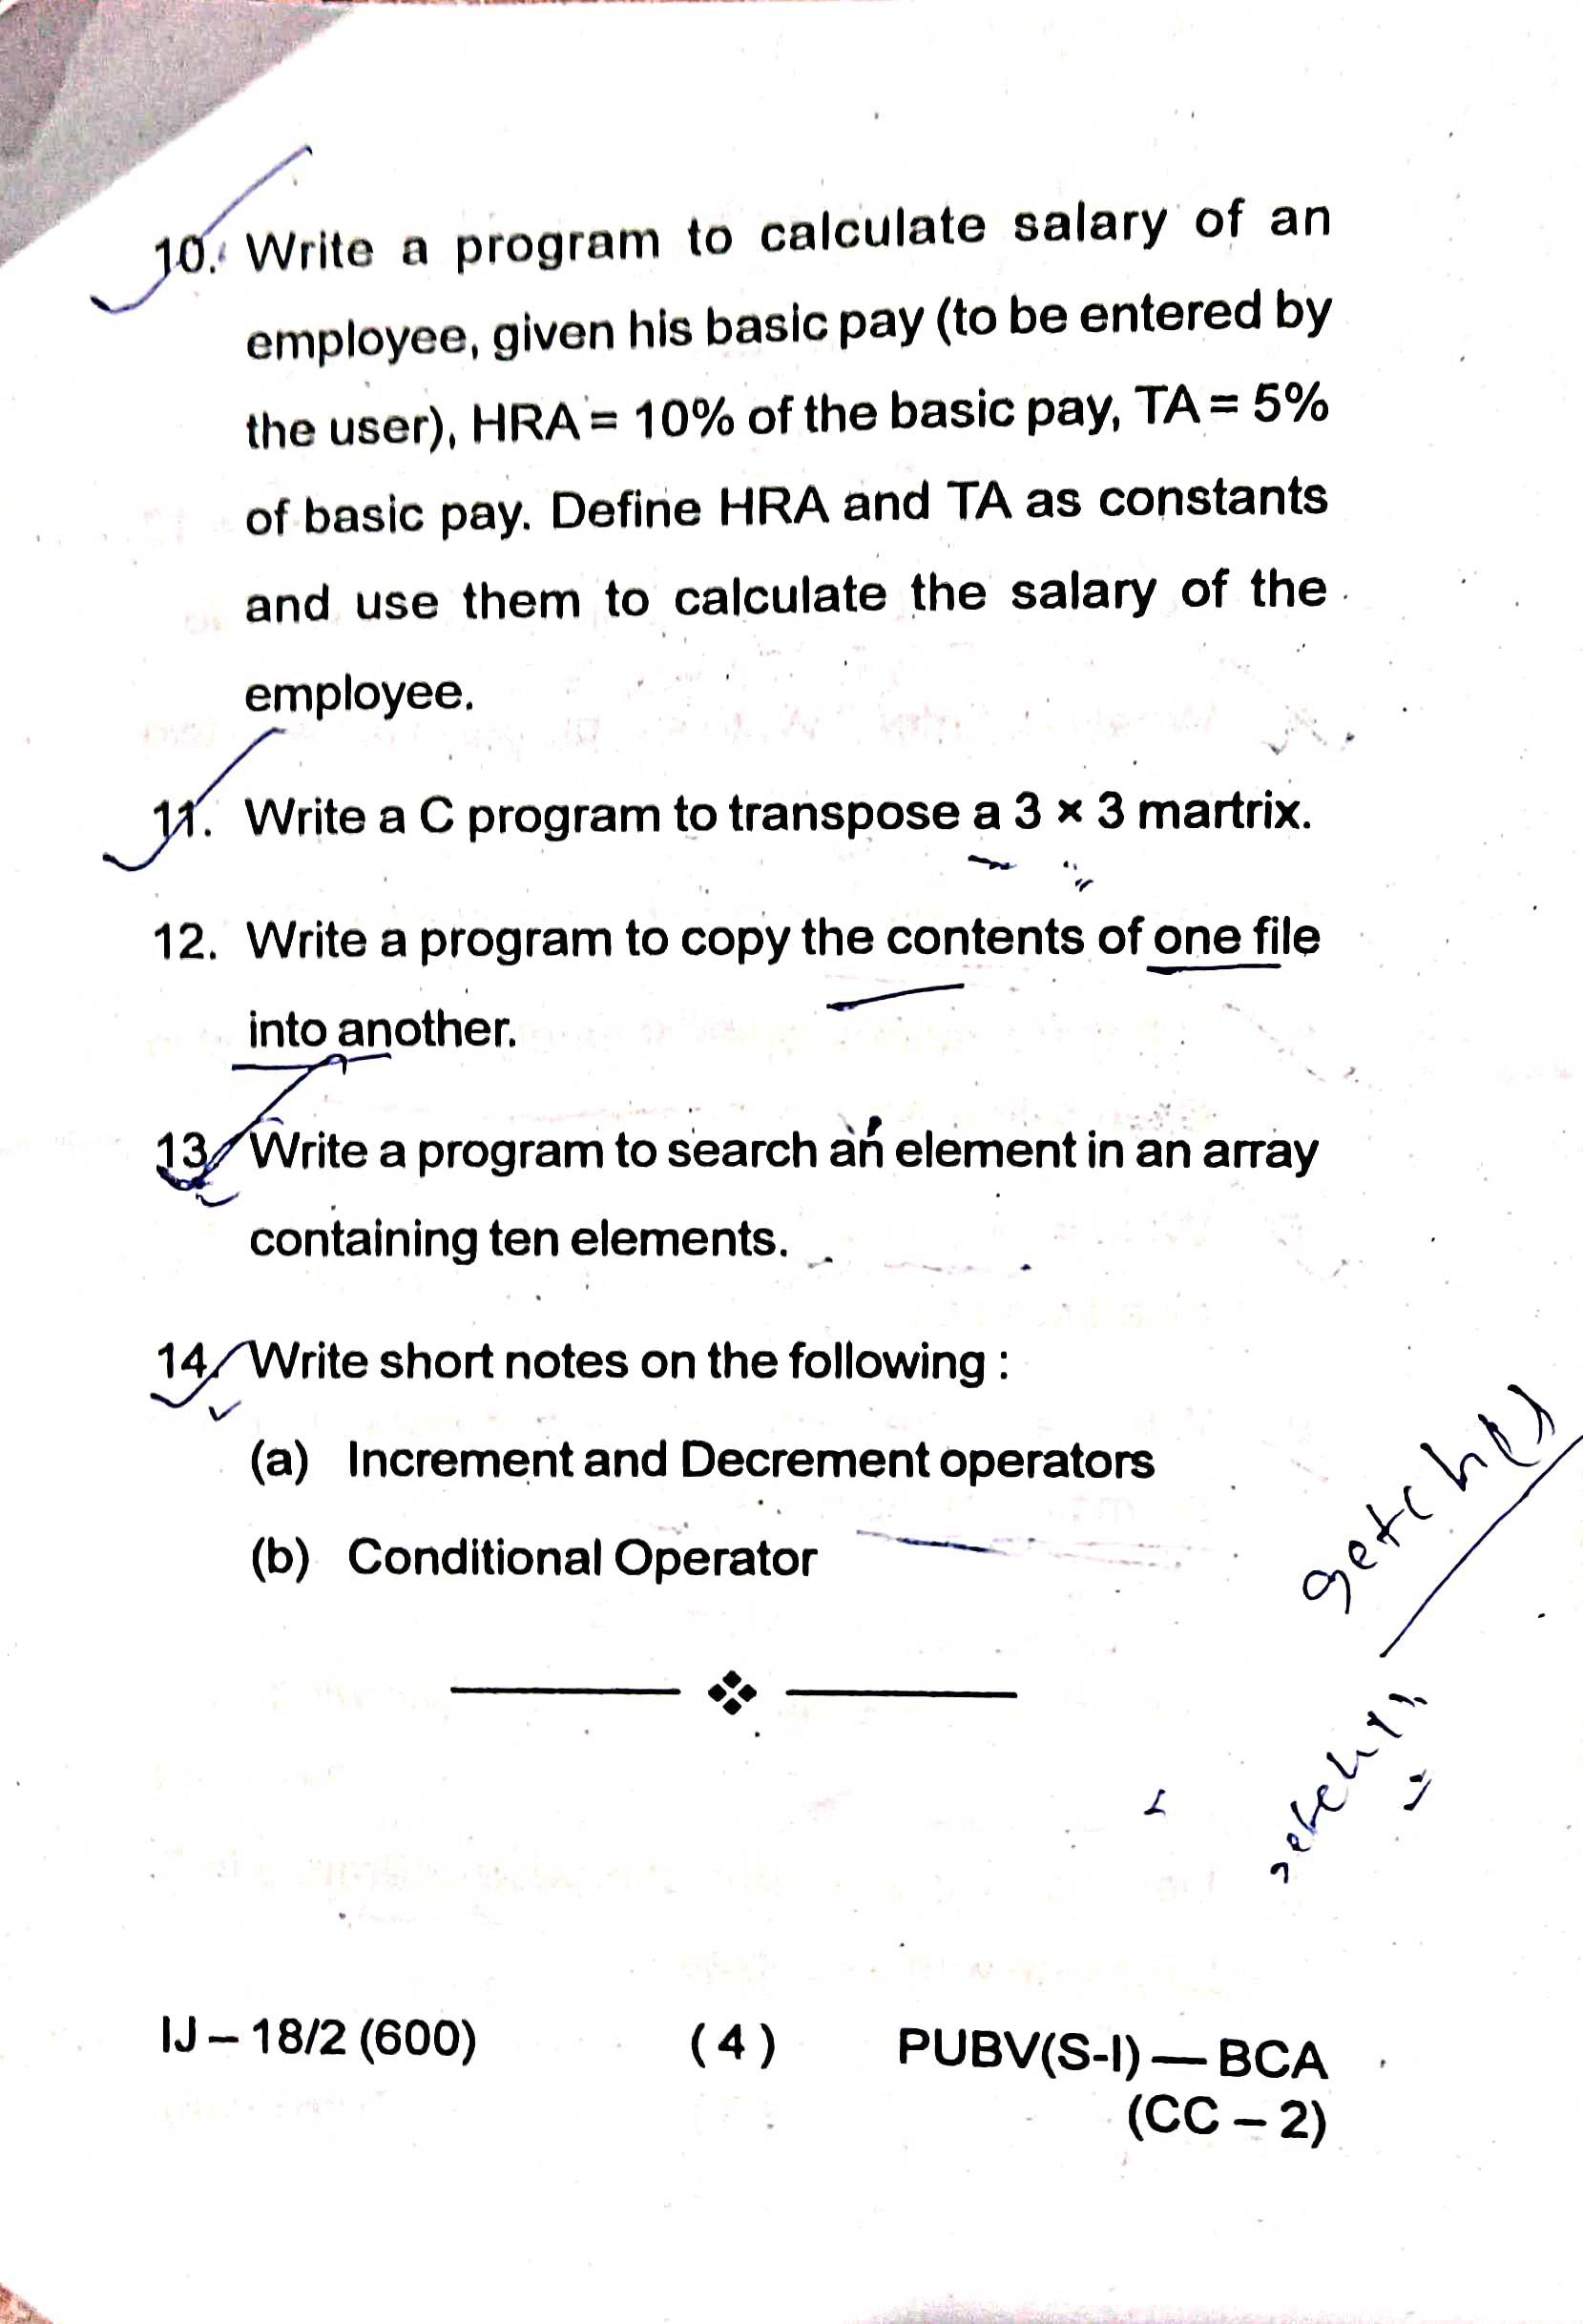 10. Write a program to calculate salary of an
employee, given his basic pay (to be entered by
the user), HRA = 10% of the basic pay, TA = 5%
of basic pay. Define HRA and TA as constants
and use them to calculate the salary of the
employee.
11. Write a C program to transpose a 3 × 3 martrix.
12. Write a program to copy the contents of one file
into another.
13. Write a program to search an element in an array
containing ten elements.
14. Write short notes on the following :
(a) Increment and Decrement operators
(b) Conditional Operator
getch()
getch()
IJ – 18/2 (600) (4) PUBV(S-I) — BCA
(CC – 2)